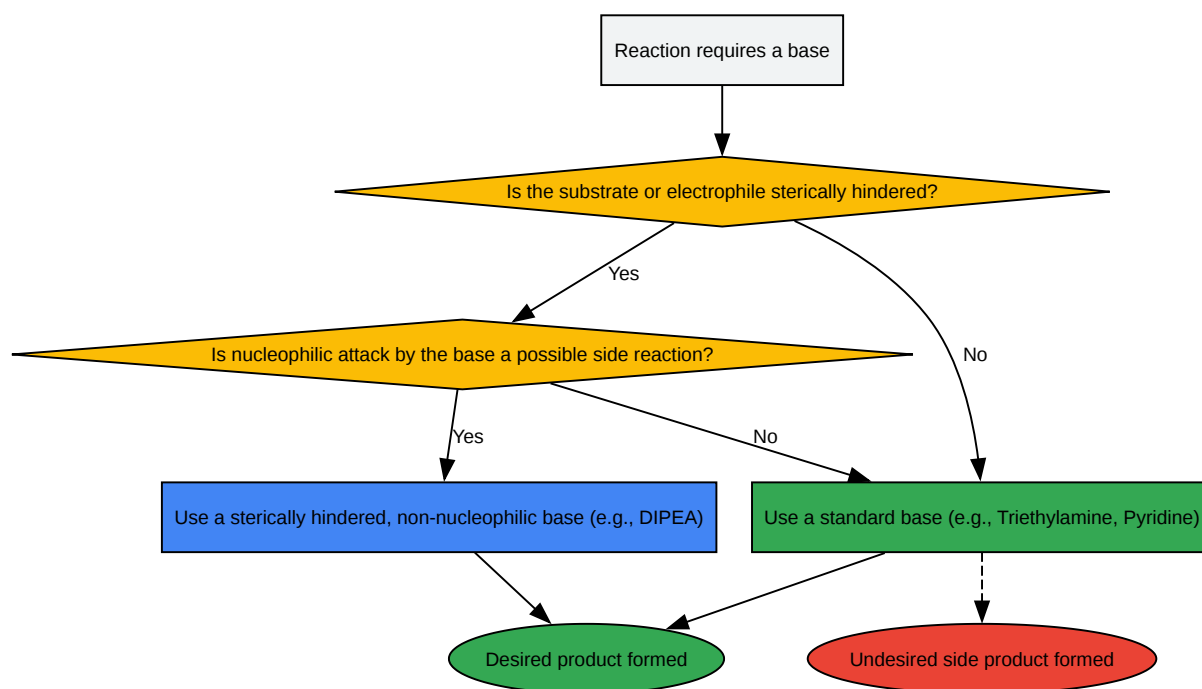 Reaction requires a base
Is the substrate or electrophile sterically hindered?
Yes
Is nucleophilic attack by the base a possible side reaction?
No
Yes
No
Use a sterically hindered, non-nucleophilic base (e.g., DIPEA)
Use a standard base (e.g., Triethylamine, Pyridine)
Desired product formed
Undesired side product formed